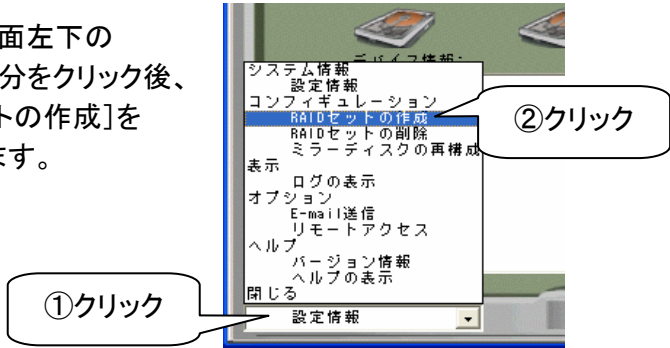 面左下の
分をクリック後、
トの作成]を
ます。
デバイス情報:
システム情報
設定情報
コンフィギュレーション
RAIDセットの作成
RAIDセットの削除
ミラーディスクの再構成
表示
ログの表示
オプション
E-mail送信
リモートアクセス
ヘルプ
バージョン情報
ヘルプの表示
閉じる
設定情報
②クリック
①クリック